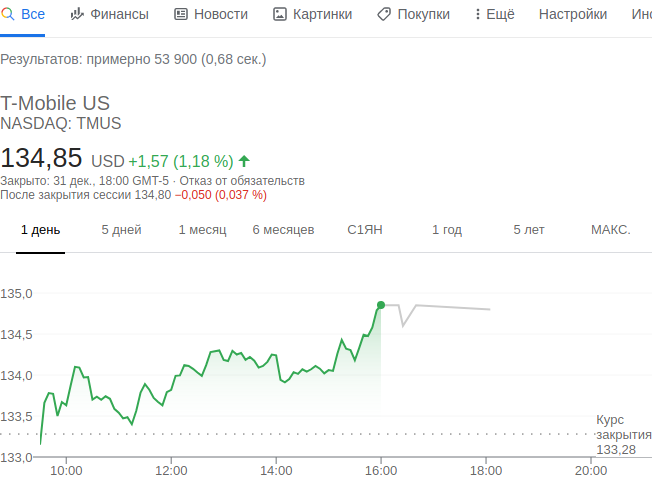 Все Финансы Новости Картинки Покупки Ещё Настройки Инс
Результатов: примерно 53 900 (0,68 сек.)
T-Mobile US
NASDAQ: TMUS
134,85 USD +1,57 (1,18 %)
Закрыто: 31 дек., 18:00 GMT-5 · Отказ от обязательств
После закрытия сессии 134,80 −0,050 (0,037 %)
1 день 5 дней 1 месяц 6 месяцев С1ЯН 1 год 5 лет МАКС.
135,0
134,5
134,0
133,5
Курс
закрытия
133,28
133,0
10:00 12:00 14:00 16:00 18:00 20:00